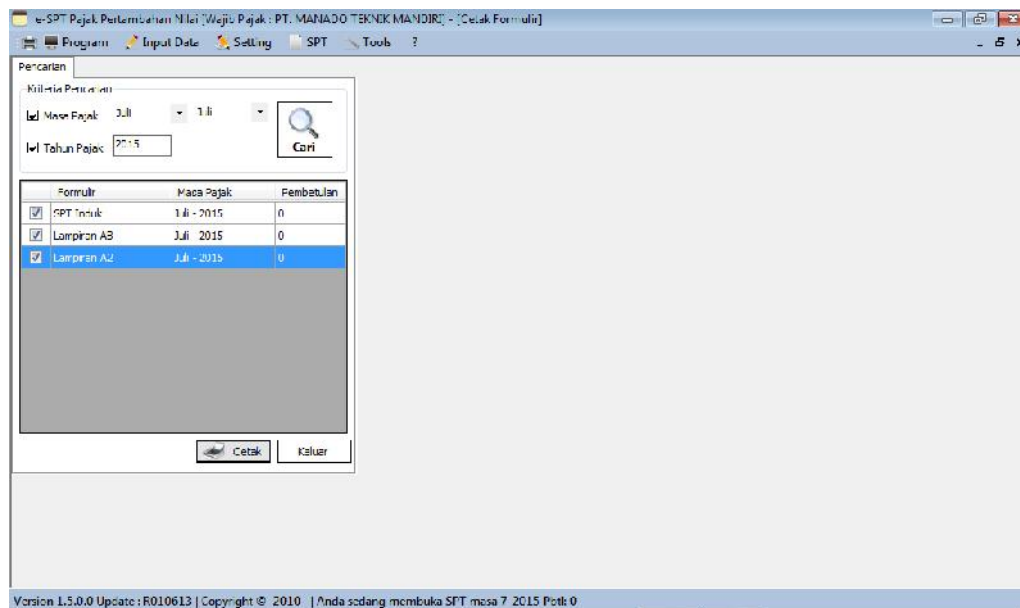 e-SPT Pajak Pertambahan Nilai [Wajib Pajak : PT. MANADO TEKNIK MANDIRI] - [Cetak Formulir]
Program Input Data Setting SPT Tools ?
Pencarian
Kriteria Pencarian
Masa Pajak Juli Juli
Tahun Pajak 2015
Cari
Formulir Masa Pajak Pembetulan
SPT Induk Juli - 2015 0
Lampiran AB Juli - 2015 0
Lampiran A2 Juli - 2015 0
Cetak Keluar
Version 1.5.0.0 Update : R010613 | Copyright © 2010 | Anda sedang membuka SPT masa 7 2015 Pbtl: 0